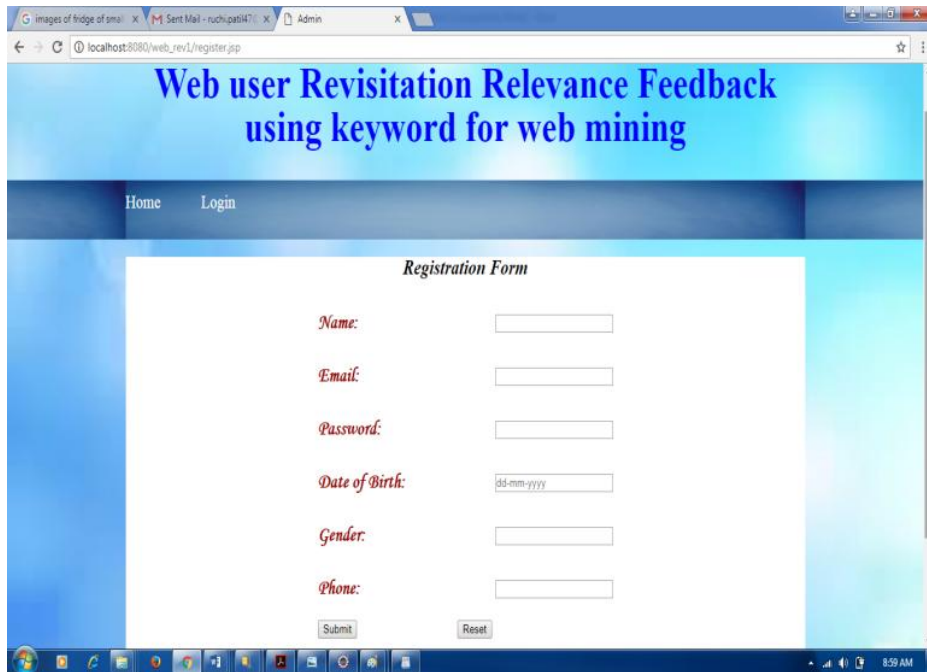 images of fridge of smal
Sent Mail - ruchi.patil47
Admin
localhost:8080/web_rev1/register.jsp
Web user Revisitation Relevance Feedback
using keyword for web mining
Home Login
Registration Form
Name:
Email:
Password:
Date of Birth: dd-mm-yyyy
Gender:
Phone:
Submit Reset
8:59 AM